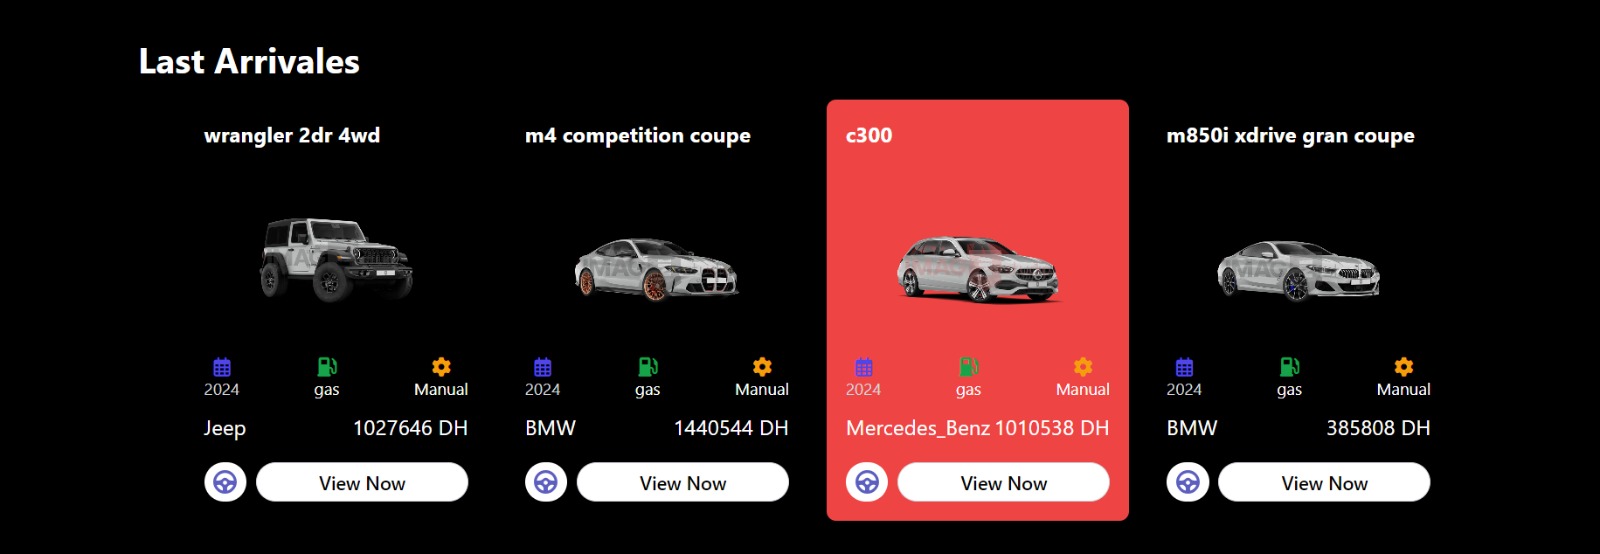 Last Arrivales
wrangler 2dr 4wd
2024 gas Manual
Jeep 1027646 DH
View Now
m4 competition coupe
2024 gas Manual
BMW 1440544 DH
View Now
c300
2024 gas Manual
Mercedes_Benz 1010538 DH
View Now
m850i xdrive gran coupe
2024 gas Manual
BMW 385808 DH
View Now